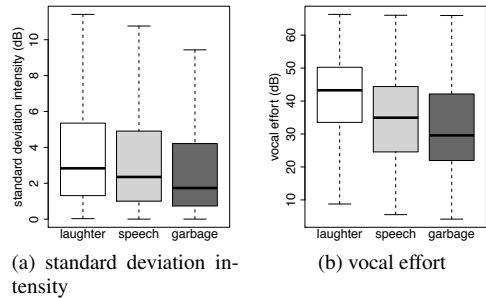 standard deviation intensity (dB)
0 2 4 6 8 10
laughter speech garbage
(a) standard deviation in-
tensity
vocal effort (dB)
10 20 30 40 50 60
laughter speech garbage
(b) vocal effort